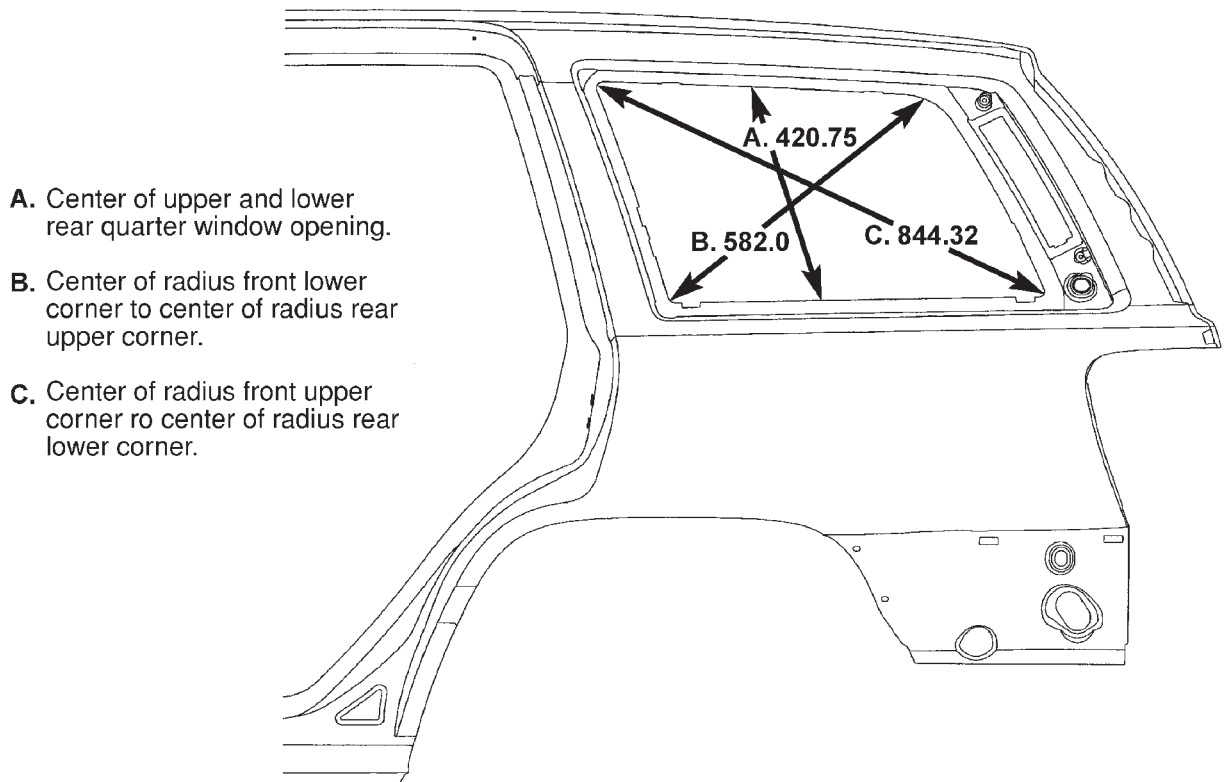 A. 420.75
B. 582.0
C. 844.32
A. Center of upper and lower
rear quarter window opening.
B. Center of radius front lower
corner to center of radius rear
upper corner.
C. Center of radius front upper
corner ro center of radius rear
lower corner.